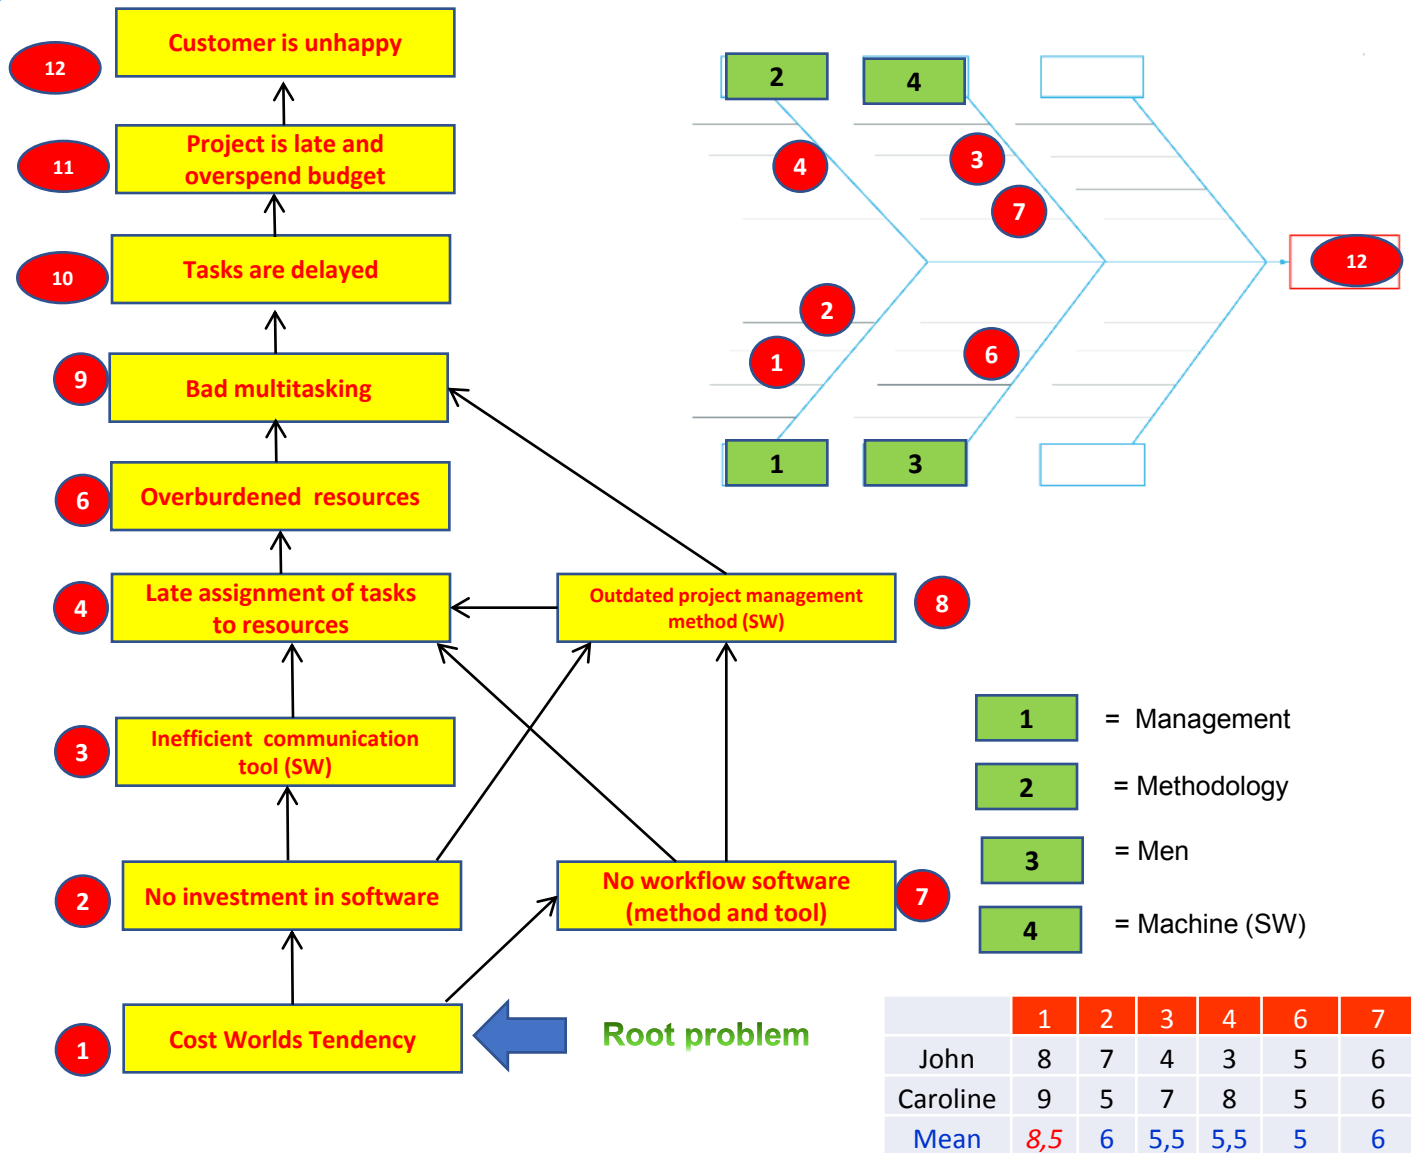 12
Customer is unhappy
11
Project is late and
overspend budget
10
Tasks are delayed
9
Bad multitasking
6
Overburdened resources
4
Late assignment of tasks
to resources
Outdated project management
method (SW)
8
3
Inefficient communication
tool (SW)
2
No investment in software
No workflow software
(method and tool)
7
1
Cost Worlds Tendency
Root problem
2
4
4
3
7
12
2
1
6
1
3
1 = Management
2 = Methodology
3 = Men
4 = Machine (SW)
1 2 3 4 6 7
John 8 7 4 3 5 6
Caroline 9 5 7 8 5 6
Mean 8,5 6 5,5 5,5 5 6